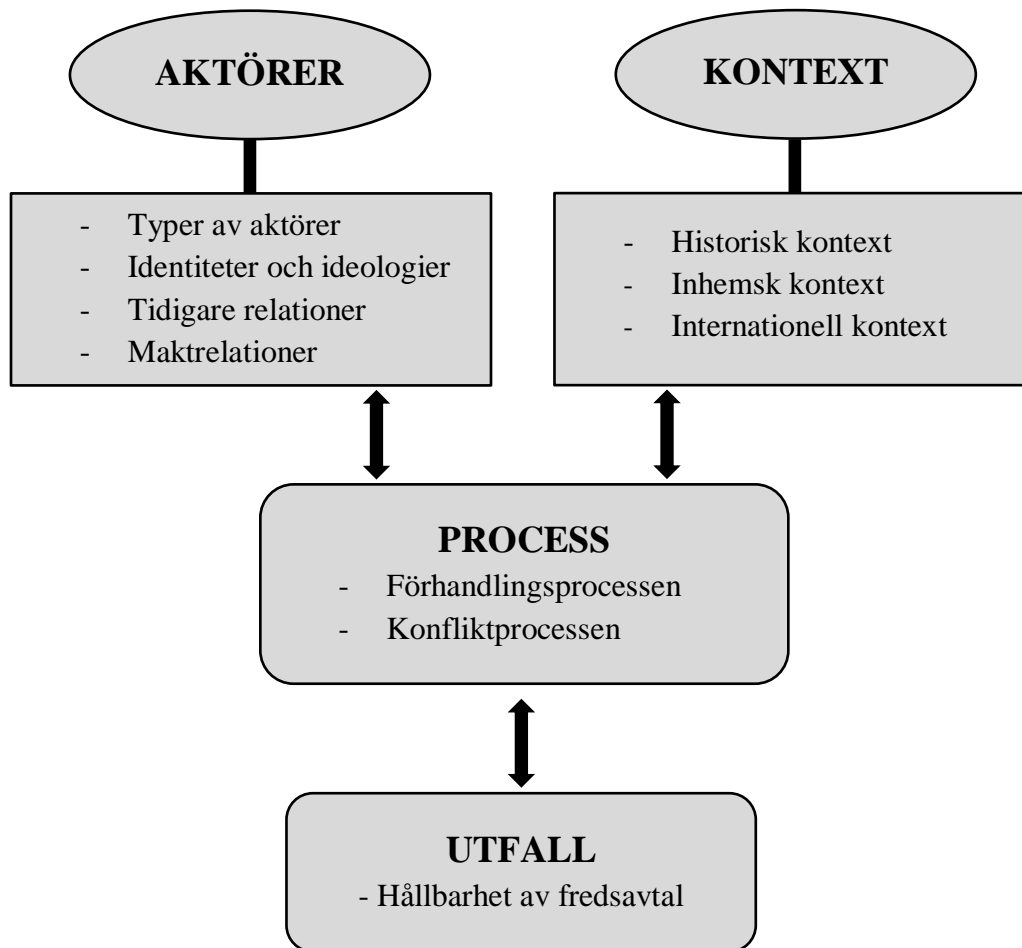 AKTÖRER
- Typer av aktörer
- Identiteter och ideologier
- Tidigare relationer
- Maktrelationer
KONTEXT
- Historisk kontext
- Inhemsk kontext
- Internationell kontext
PROCESS
- Förhandlingsprocessen
- Konfliktprocessen
UTFALL
- Hållbarhet av fredsavtal